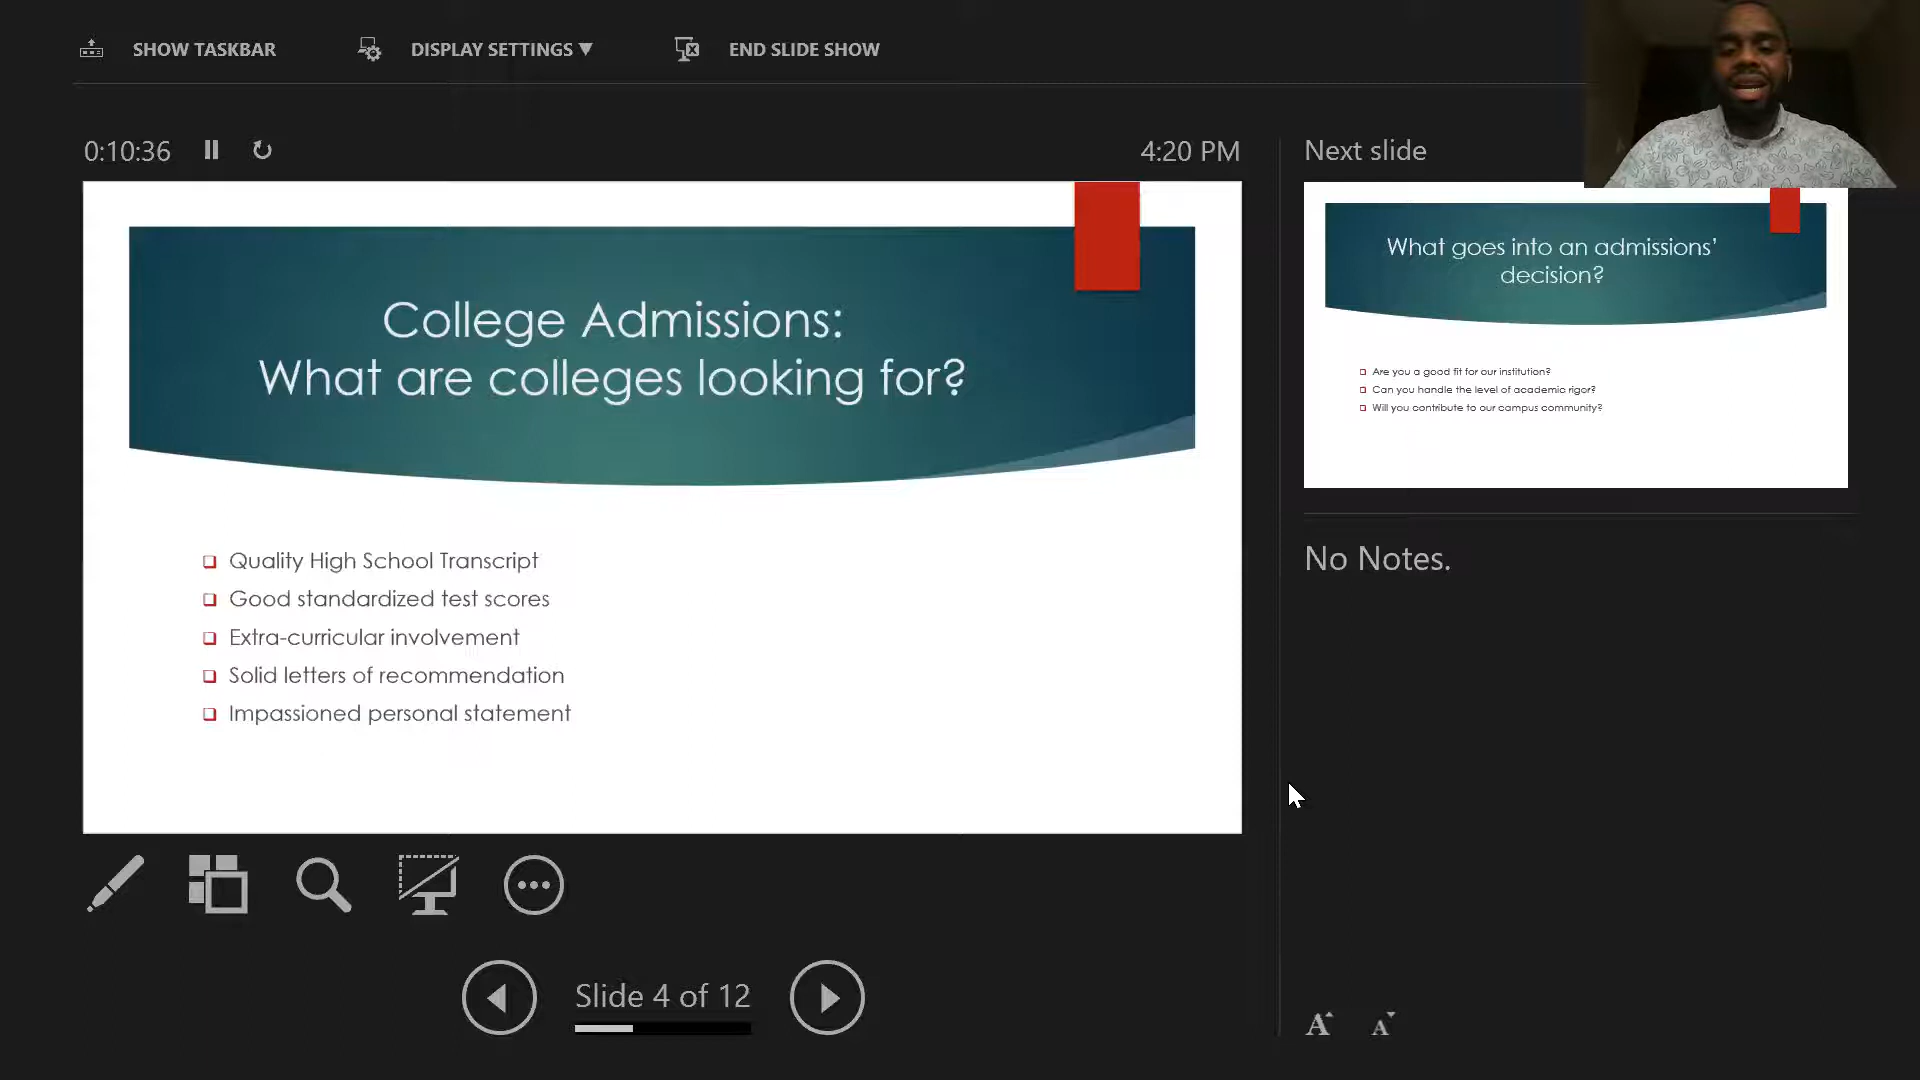 SHOW TASKBAR
DISPLAY SETTINGS ▼
END SLIDE SHOW
0:10:36
4:20 PM
College Admissions:
What are colleges looking for?
Quality High School Transcript
Good standardized test scores
Extra-curricular involvement
Solid letters of recommendation
Impassioned personal statement
Slide 4 of 12
Next slide
What goes into an admissions’
decision?
Are you a good fit for our institution?
Can you handle the level of academic rigor?
Will you contribute to our campus community?
No Notes.
A A